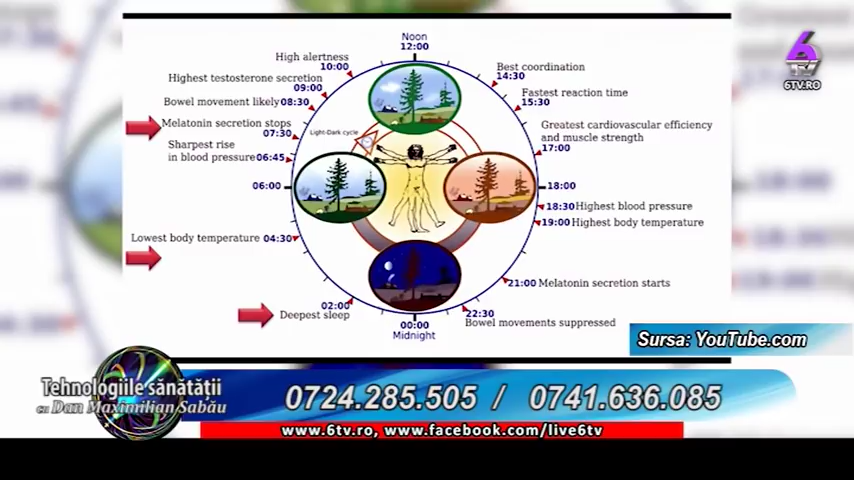 6
TV
6TV.RO
Noon
12:00
High alertness
10:00
Highest testosterone secretion
09:00
Bowel movement likely 08:30
Melatonin secretion stops
07:30
Light-Dark cycle
Sharpest rise
in blood pressure 06:45
06:00
Lowest body temperature 04:30
02:00
Deepest sleep
00:00
Midnight
Best coordination
14:30
Fastest reaction time
15:30
Greatest cardiovascular efficiency
and muscle strength
17:00
18:00
18:30 Highest blood pressure
19:00 Highest body temperature
21:00 Melatonin secretion starts
22:30
Bowel movements suppressed
Sursa: YouTube.com
Tehnologiile sănătății
cu Dan Maximilian Sabău
0724.285.505 / 0741.636.085
www.6tv.ro, www.facebook.com/live6tv